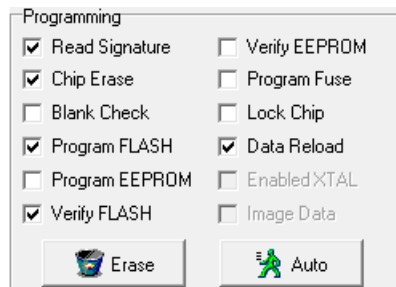 Programming
Read Signature
Verify EEPROM
Chip Erase
Program Fuse
Blank Check
Lock Chip
Program FLASH
Data Reload
Program EEPROM
Enabled XTAL
Verify FLASH
Image Data
Erase
Auto